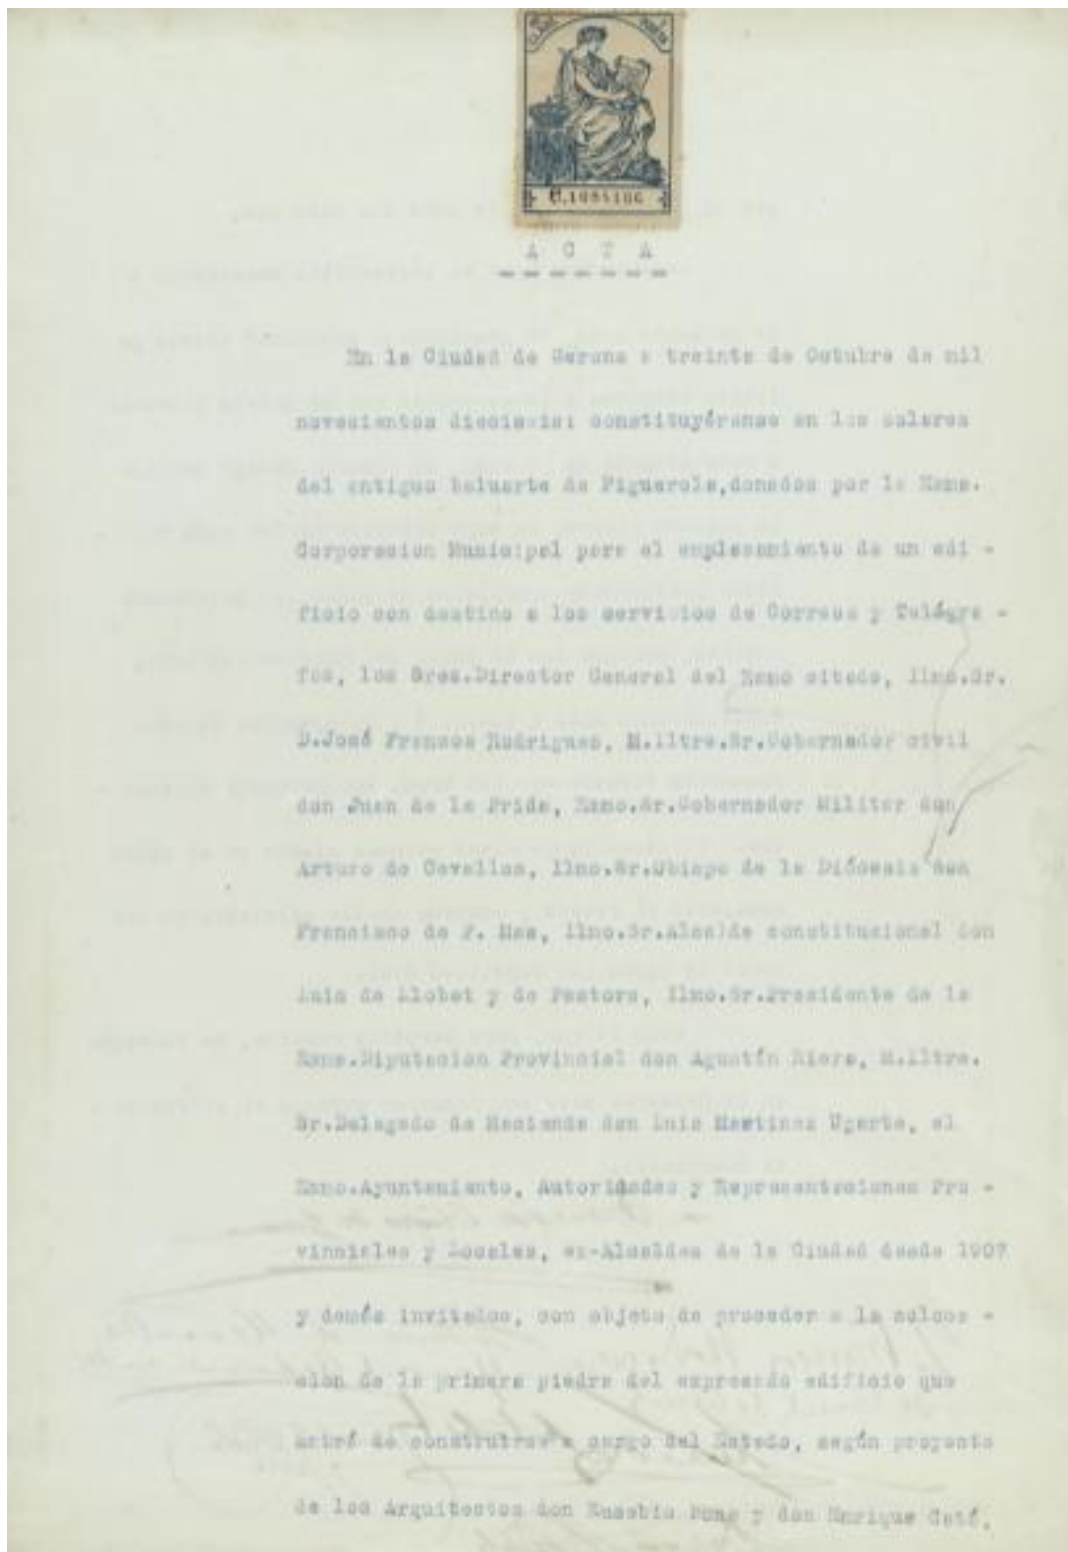 A C T A
En la Ciudad de Gerona a treinta de Octubre de mil
novecientos dieciseis: constituyéronse en los solares
del antiguo baluarte de Figuerola,donados por la Exma.
Corporacion Municipal para el emplazamiento de un edi -
ficio con destino a los servicios de Correos y Telégra -
fos, los Sres.Director General del Ramo citado, Ilmo.Sr.
D.José Francos Rodriguez, M.Iltre.Sr.Gobernador civil
don Juan de la Prida, Exmo.Sr.Gobernador Militar don
Arturo de Cevallos, Ilmo.Sr.Obispo de la Diócesis don
Francisco de P. Mas, Ilmo.Sr.Alcalde constitucional don
Luis de Llobet y de Pastors, Ilmo.Sr.Presidente de la
Exma.Diputacion Provincial don Agustín Riera, M.Iltre.
Sr.Delegado de Hacienda don Luis Martinez Ugarte, el
Exmo.Ayuntamiento, Autoridades y Representaciones Pro -
vinciales y Locales, ex-Alcaldes de la Ciudad desde 1907
y demás invitados, con objeto de proceder a la coloca -
ción de la primera piedra del expresado edificio que
habrá de construirse a cargo del Estado, según proyecto
de los Arquitectos don Eusebio Bona y don Enrique Catá.